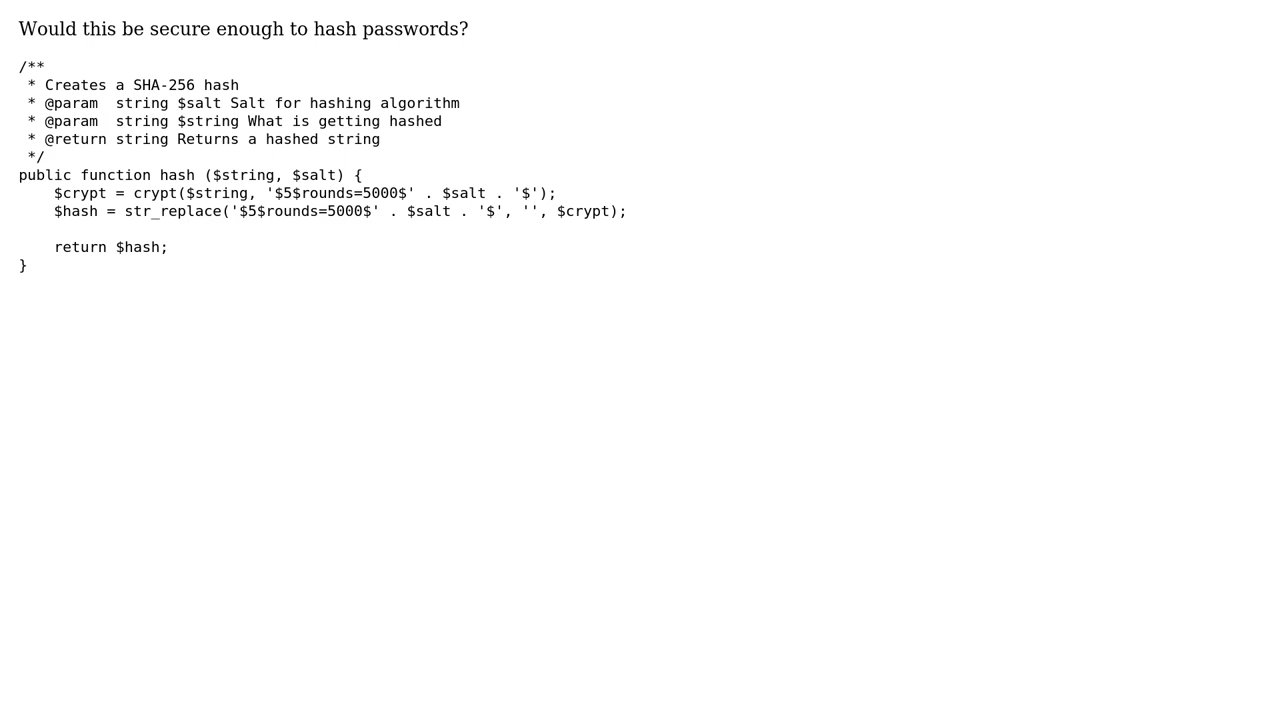 Would this be secure enough to hash passwords?
/**
 * Creates a SHA-256 hash
 * @param  string $salt Salt for hashing algorithm
 * @param  string $string What is getting hashed
 * @return string Returns a hashed string
 */
public function hash ($string, $salt) {
    $crypt = crypt($string, '$5$rounds=5000$' . $salt . '$');
    $hash = str_replace('$5$rounds=5000$' . $salt . '$', '', $crypt);

    return $hash;
}